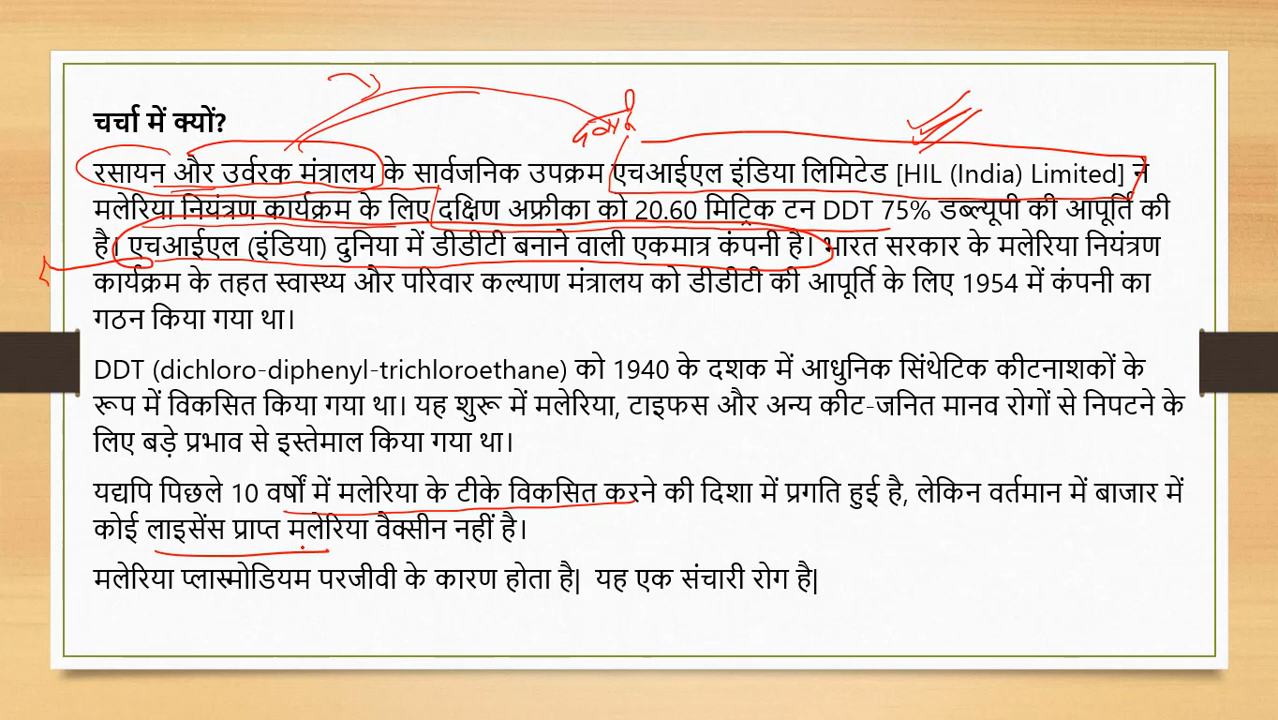 चर्चा में क्यों?
रसायन और उर्वरक मंत्रालय के सार्वजनिक उपक्रम एचआईएल इंडिया लिमिटेड [HIL (India) Limited] ने
मलेरिया नियंत्रण कार्यक्रम के लिए दक्षिण अफ्रीका को 20.60 मिट्रिक टन DDT 75% डब्ल्यूपी की आपूर्ति की
है। एचआईएल (इंडिया) दुनिया में डीडीटी बनाने वाली एकमात्र कंपनी है। भारत सरकार के मलेरिया नियंत्रण
कार्यक्रम के तहत स्वास्थ्य और परिवार कल्याण मंत्रालय को डीडीटी की आपूर्ति के लिए 1954 में कंपनी का
गठन किया गया था।
DDT (dichloro-diphenyl-trichloroethane) को 1940 के दशक में आधुनिक सिंथेटिक कीटनाशकों के
रूप में विकसित किया गया था। यह शुरू में मलेरिया, टाइफस और अन्य कीट-जनित मानव रोगों से निपटने के
लिए बड़े प्रभाव से इस्तेमाल किया गया था।
यद्यपि पिछले 10 वर्षों में मलेरिया के टीके विकसित करने की दिशा में प्रगति हुई है, लेकिन वर्तमान में बाजार में
कोई लाइसेंस प्राप्त मलेरिया वैक्सीन नहीं है।
मलेरिया प्लास्मोडियम परजीवी के कारण होता है| यह एक संचारी रोग है|